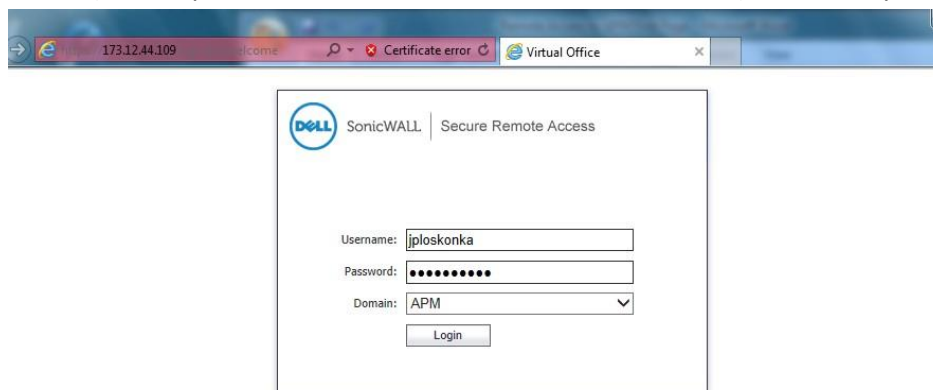 173.12.44.109 elcome Certificate error Virtual Office
DELL SonicWALL Secure Remote Access
Username: jploskonka
Password: ●●●●●●●●●●
Domain: APM
Login